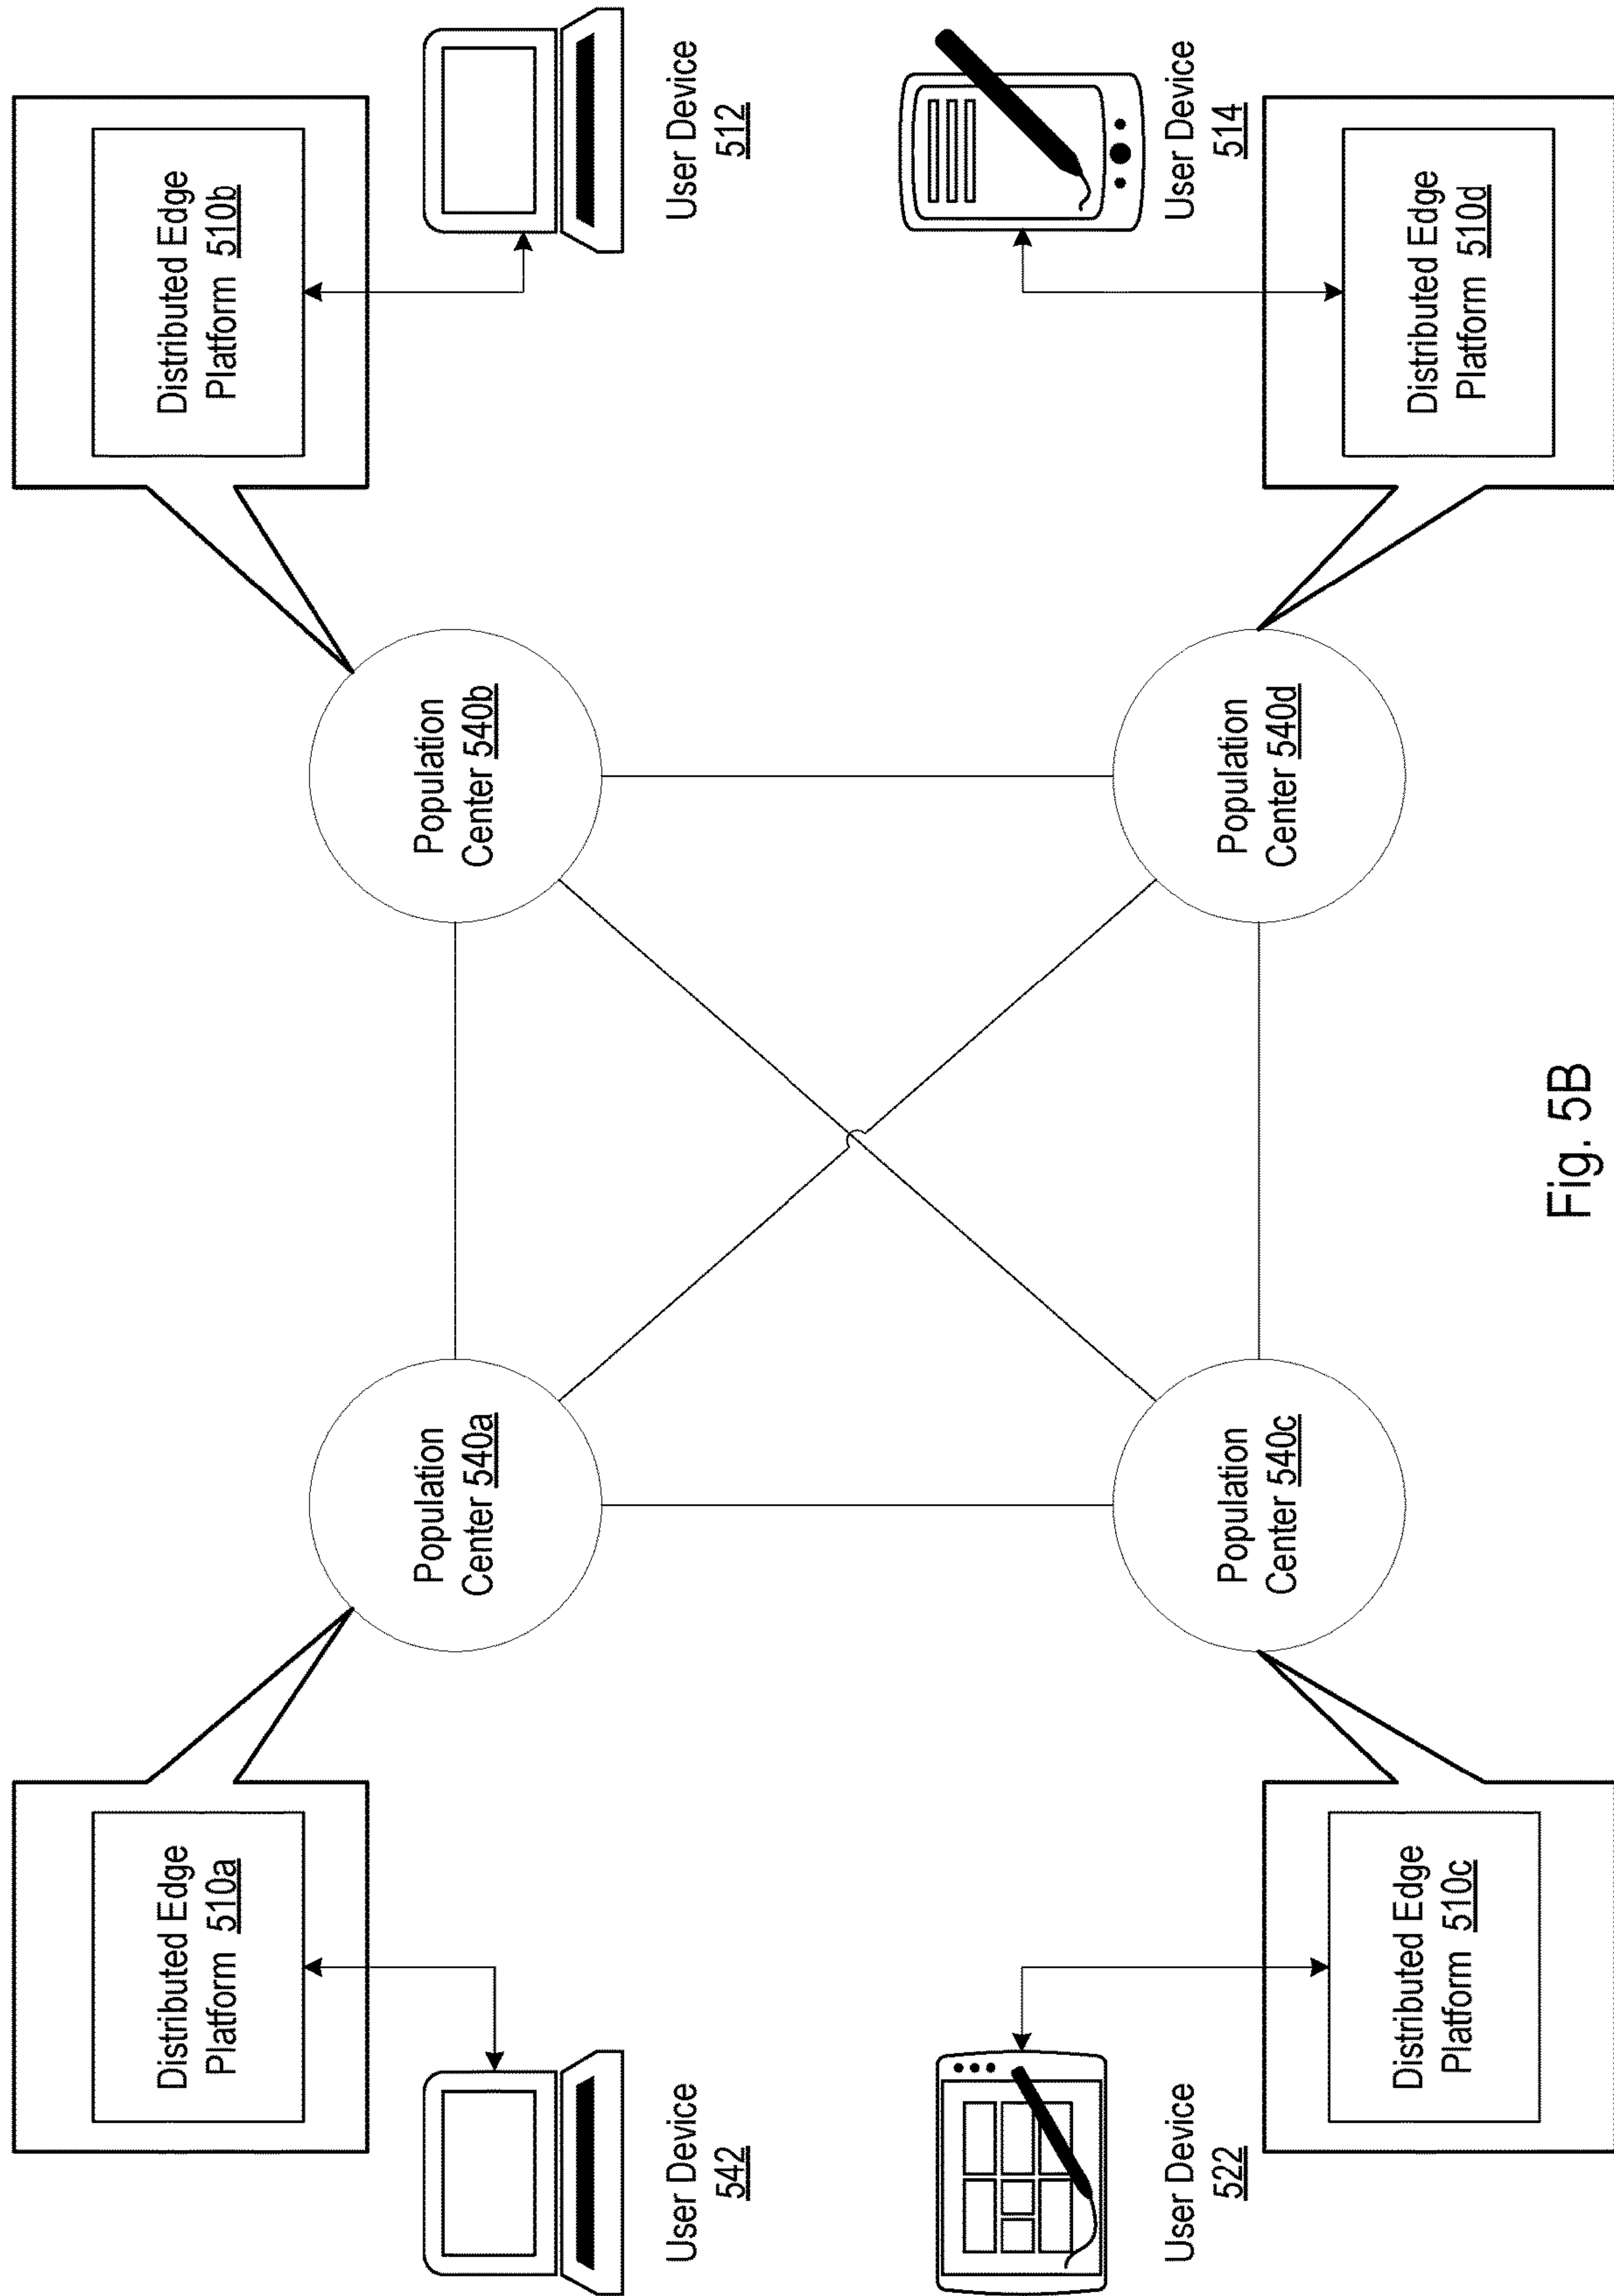 Distributed Edge
Platform 510a
Distributed Edge
Platform 510b
User Device
542
Population
Center 540a
Population
Center 540b
User Device
512
User Device
522
Population
Center 540c
Population
Center 540d
User Device
514
Distributed Edge
Platform 510c
Distributed Edge
Platform 510d
Fig. 5B